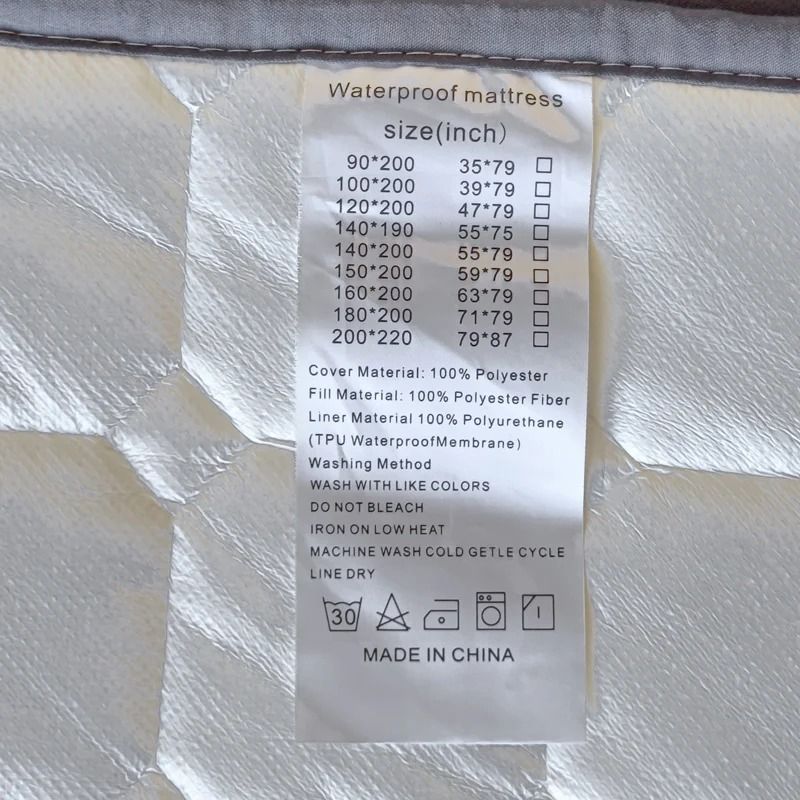 Waterproof mattress
size(inch)
90*200 35*79 □
100*200 39*79 □
120*200 47*79 □
140*190 55*75 □
140*200 55*79 □
150*200 59*79 □
160*200 63*79 □
180*200 71*79 □
200*220 79*87 □
Cover Material: 100% Polyester
Fill Material: 100% Polyester Fiber
Liner Material 100% Polyurethane
(TPU WaterproofMembrane)
Washing Method
WASH WITH LIKE COLORS
DO NOT BLEACH
IRON ON LOW HEAT
MACHINE WASH COLD GETLE CYCLE
LINE DRY
30
MADE IN CHINA